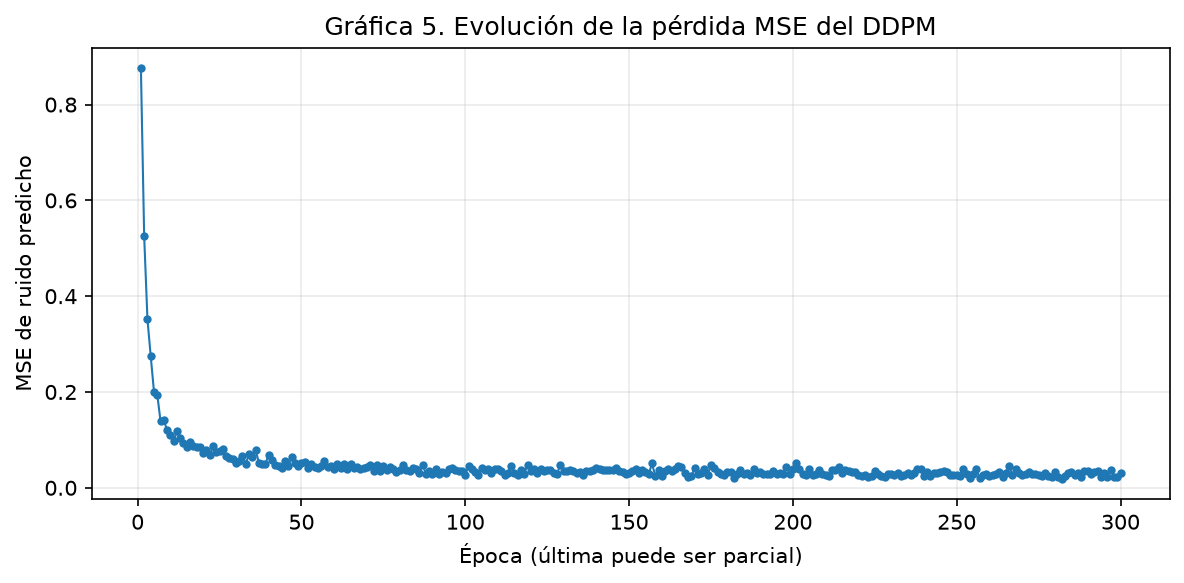 Gráfica 5. Evolución de la pérdida MSE del DDPM
MSE de ruido predicho
0.8
0.6
0.4
0.2
0.0
0 50 100 150 200 250 300
Época (última puede ser parcial)